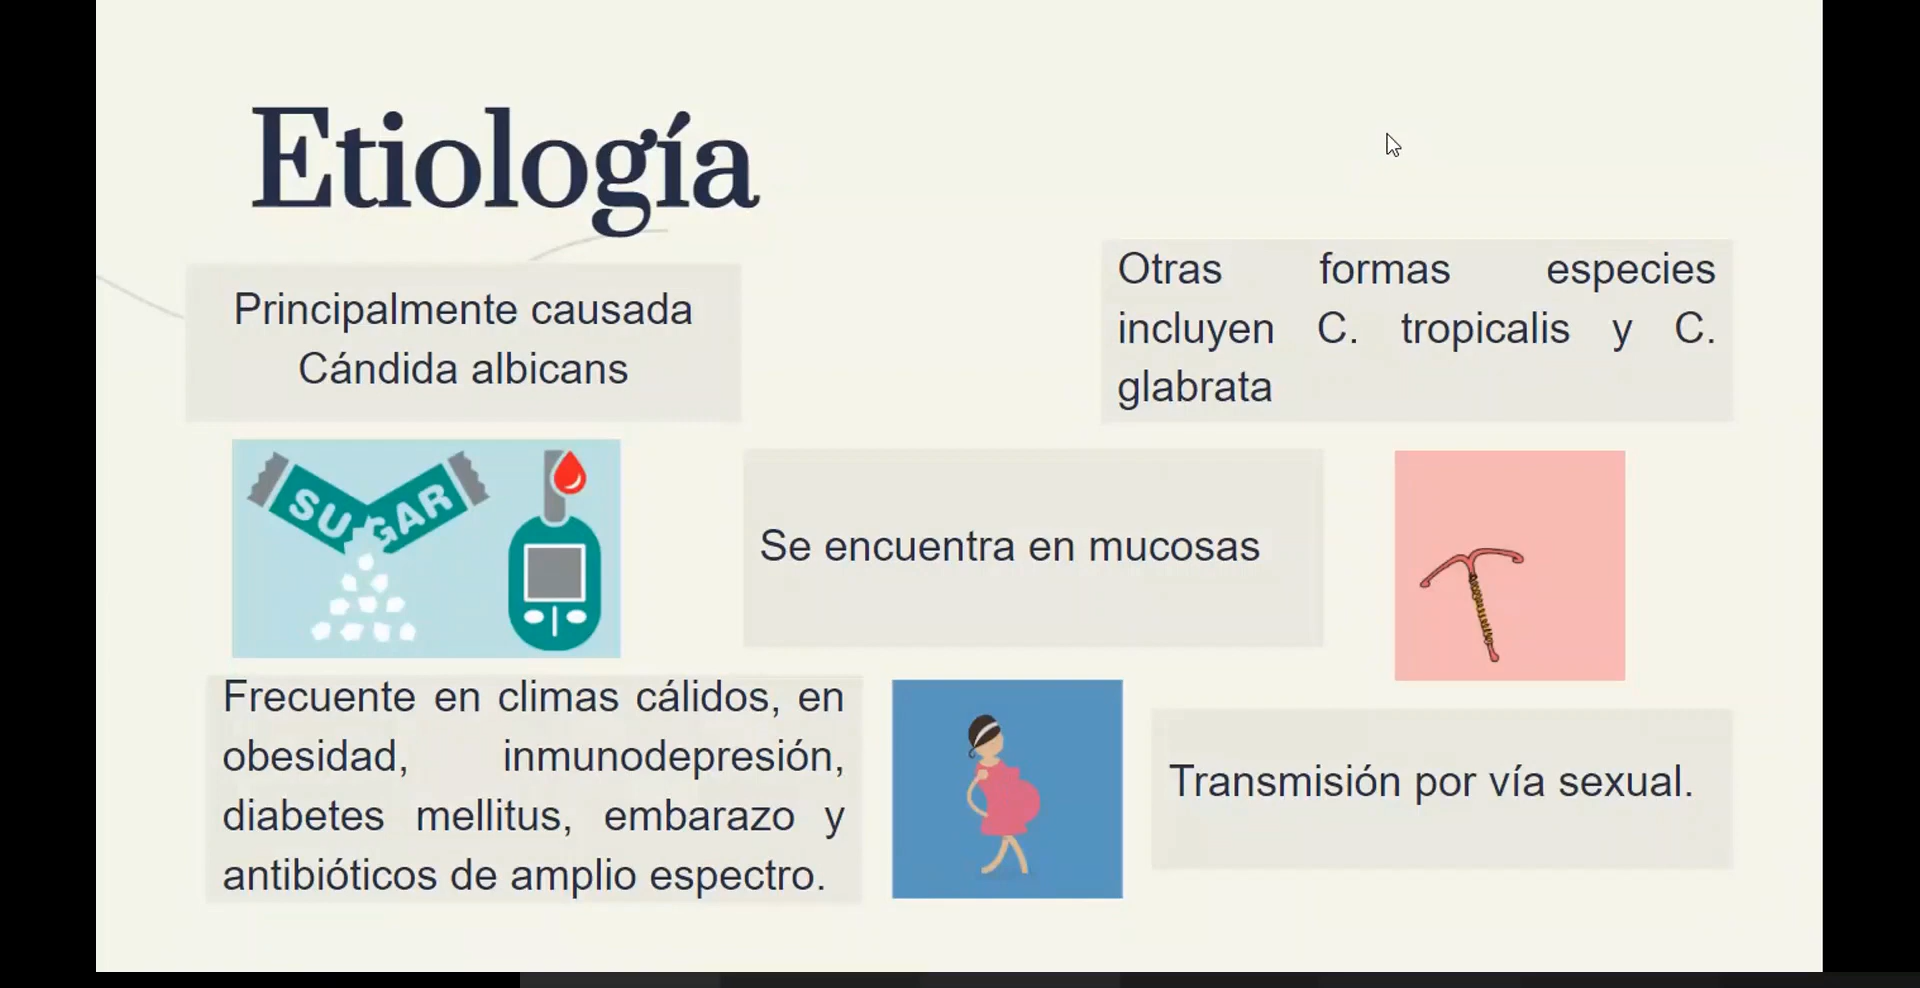 Etiología
Principalmente causada
Cándida albicans
Otras formas especies
incluyen C. tropicalis y C.
glabrata
SUGAR
Se encuentra en mucosas
Frecuente en climas cálidos, en
obesidad, inmunodepresión,
diabetes mellitus, embarazo y
antibióticos de amplio espectro.
Transmisión por vía sexual.